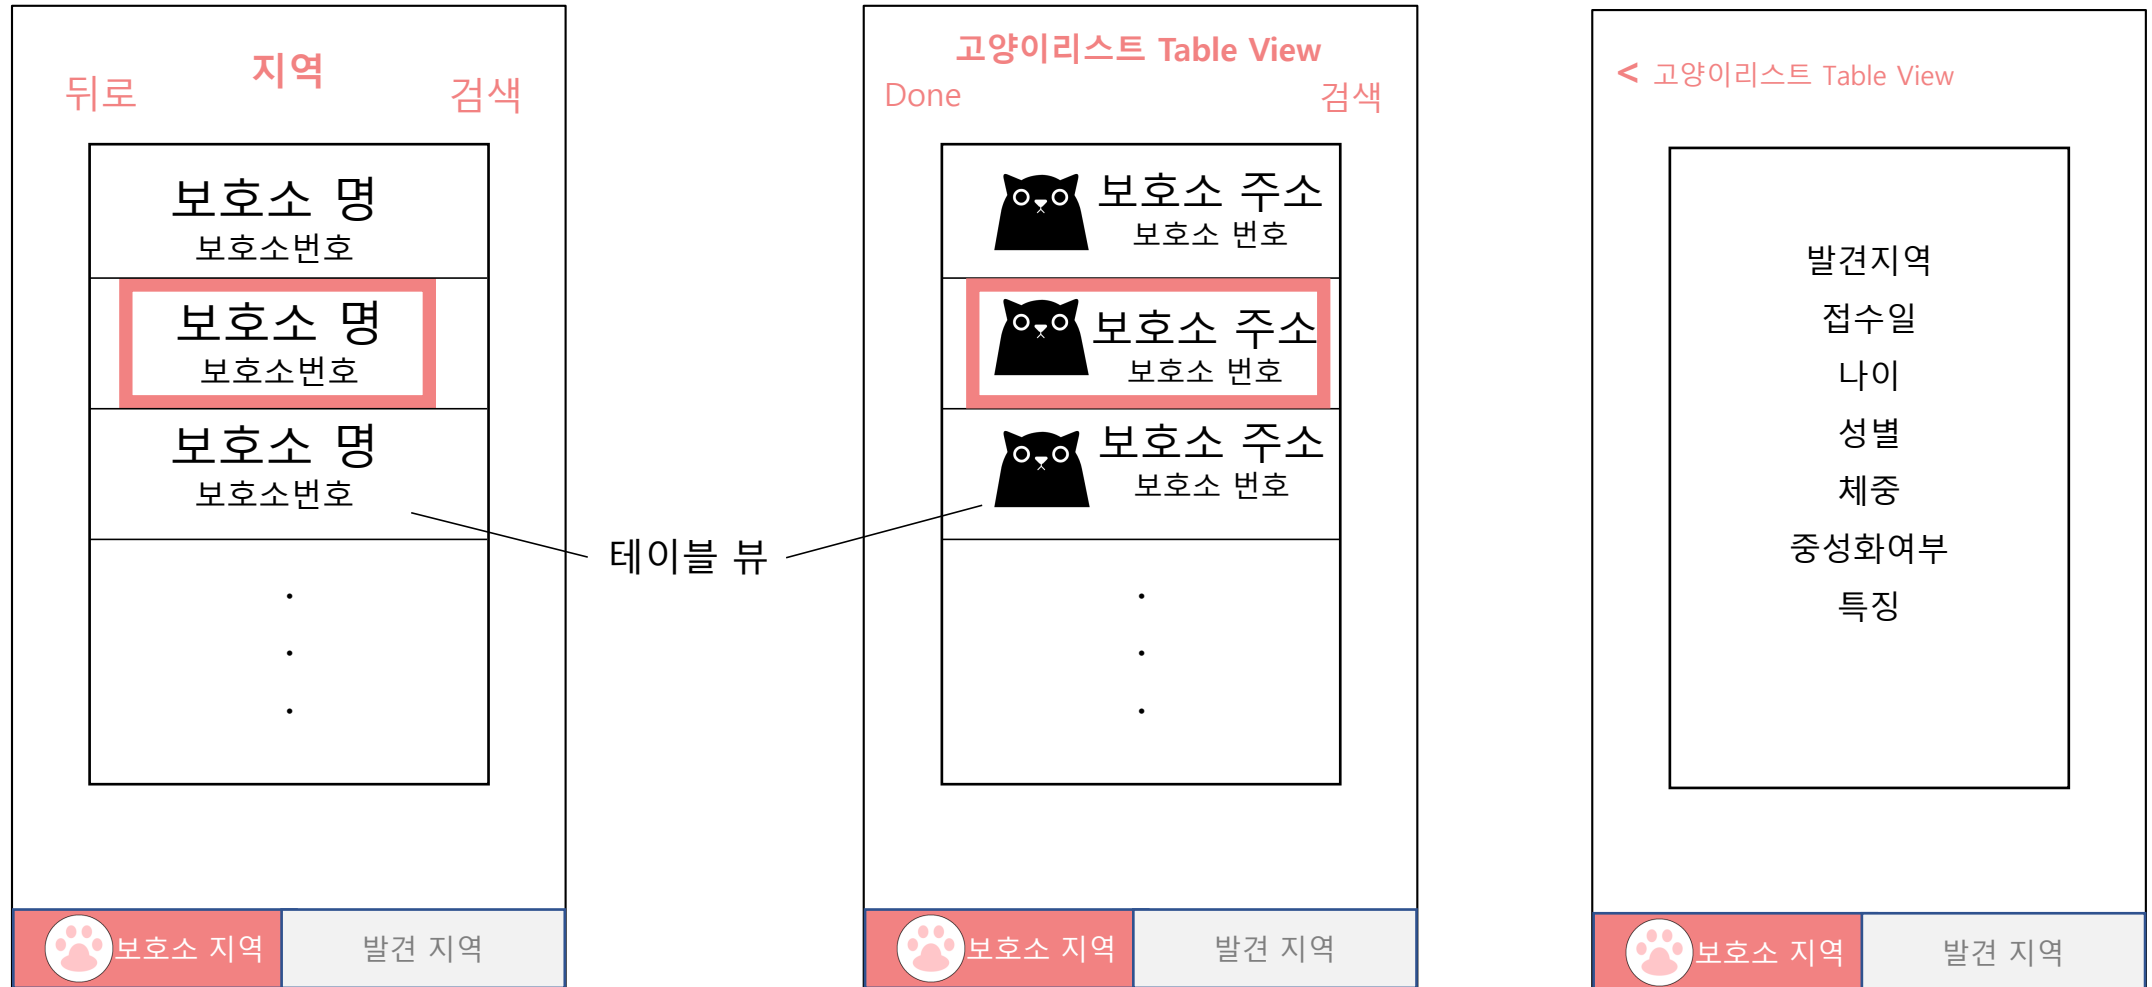 지역
뒤로
검색
보호소 명
보호소번호
보호소 명
보호소번호
보호소 명
보호소번호
.
.
.
보호소 지역
발견 지역
테이블 뷰
고양이리스트 Table View
Done
검색
보호소 주소
보호소 번호
보호소 주소
보호소 번호
보호소 주소
보호소 번호
.
.
.
보호소 지역
발견 지역
< 고양이리스트 Table View
발견지역
접수일
나이
성별
체중
중성화여부
특징
보호소 지역
발견 지역